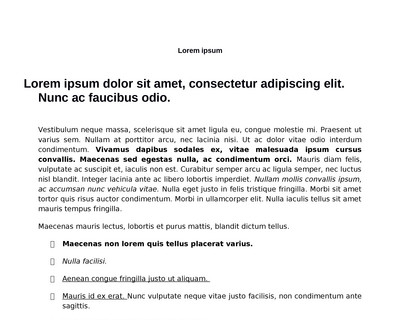 Lorem ipsum
Lorem ipsum dolor sit amet, consectetur adipiscing elit.
Nunc ac faucibus odio.
Vestibulum neque massa, scelerisque sit amet ligula eu, congue molestie mi. Praesent ut
varius sem. Nullam at porttitor arcu, nec lacinia nisi. Ut ac dolor vitae odio interdum
condimentum. Vivamus dapibus sodales ex, vitae malesuada ipsum cursus
convallis. Maecenas sed egestas nulla, ac condimentum orci. Mauris diam felis,
vulputate ac suscipit et, iaculis non est. Curabitur semper arcu ac ligula semper, nec luctus
nisl blandit. Integer lacinia ante ac libero lobortis imperdiet. Nullam mollis convallis ipsum,
ac accumsan nunc vehicula vitae. Nulla eget justo in felis tristique fringilla. Morbi sit amet
tortor quis risus auctor condimentum. Morbi in ullamcorper elit. Nulla iaculis tellus sit amet
mauris tempus fringilla.
Maecenas mauris lectus, lobortis et purus mattis, blandit dictum tellus.
Maecenas non lorem quis tellus placerat varius.
Nulla facilisi.
Aenean congue fringilla justo ut aliquam.
Mauris id ex erat. Nunc vulputate neque vitae justo facilisis, non condimentum ante
sagittis.